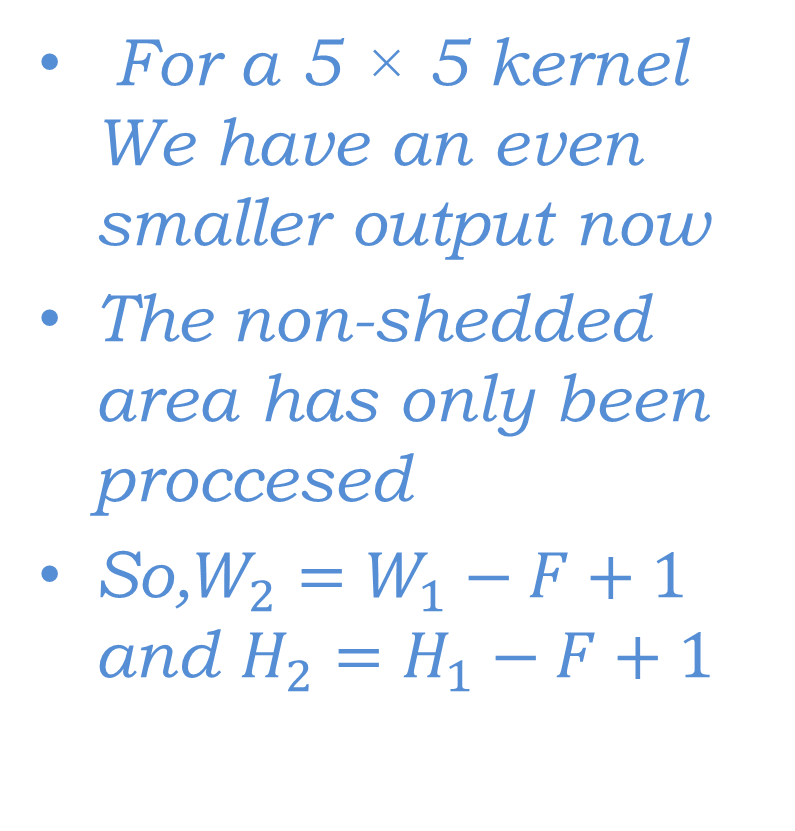 • For a 5 × 5 kernel
We have an even
smaller output now
• The non-shedded
area has only been
proccesed
• So,W₂ = W₁ − F + 1
and H₂ = H₁ − F + 1